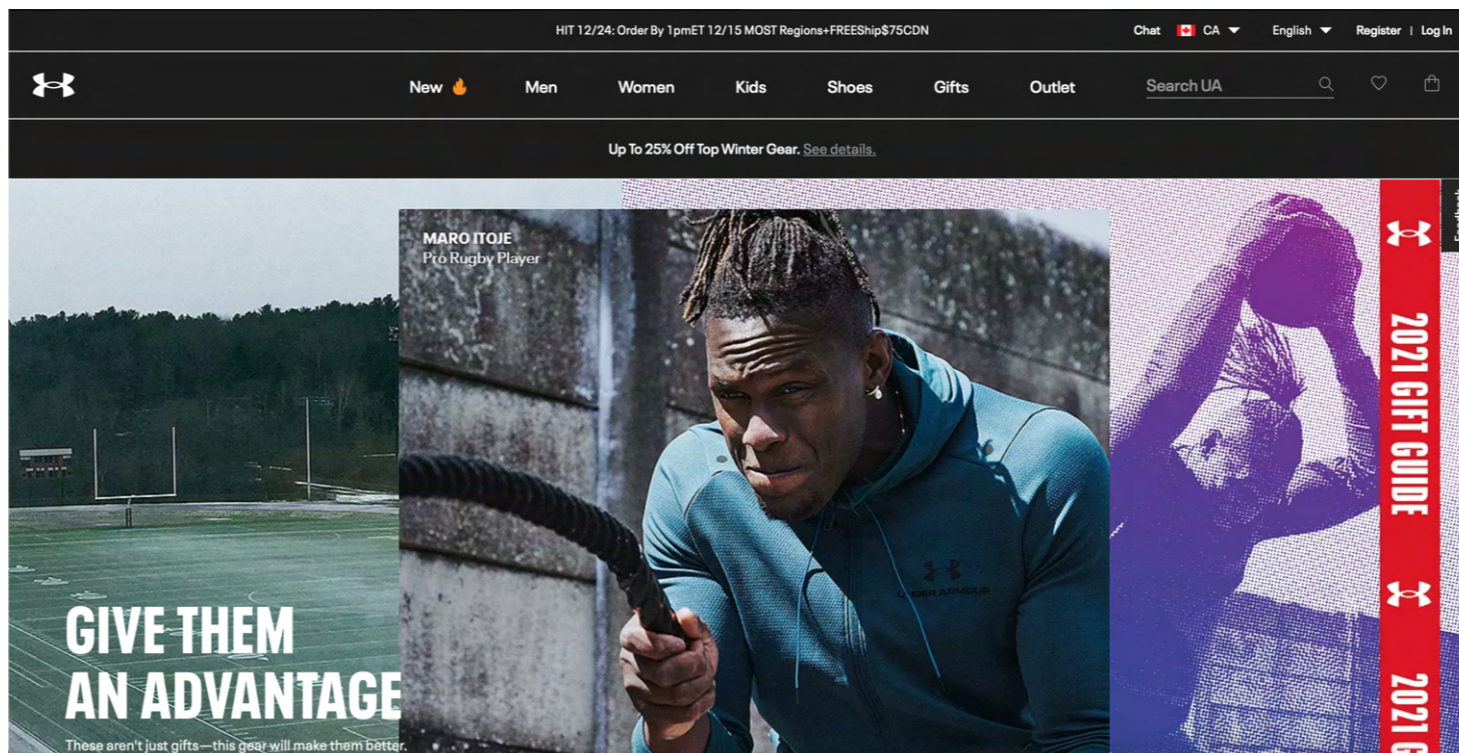 HIT 12/24: Order By 1pmET 12/15 MOST Regions+FREEShip$75CDN
Chat CA English Register | Log In
New Men Women Kids Shoes Gifts Outlet Search UA
Up To 25% Off Top Winter Gear. See details.
MARO ITOJE
Pro Rugby Player
UNDER ARMOUR
2021 GIFT GUIDE
2021 G
GIVE THEM
AN ADVANTAGE
These aren't just gifts—this gear will make them better.